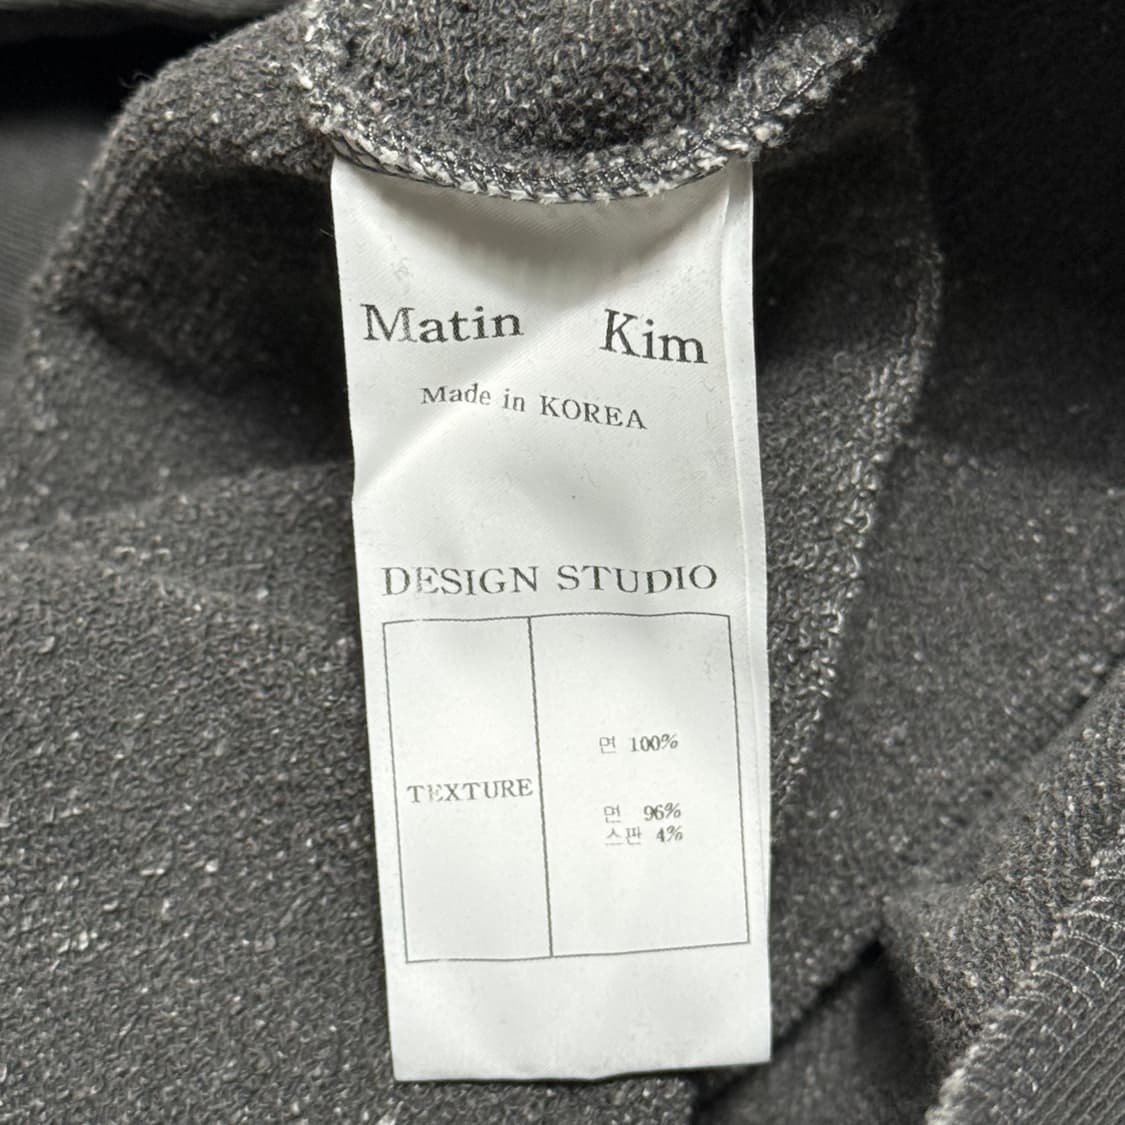 Matin Kim
Made in KOREA
DESIGN STUDIO
TEXTURE
면 100%
면 96%
스판 4%